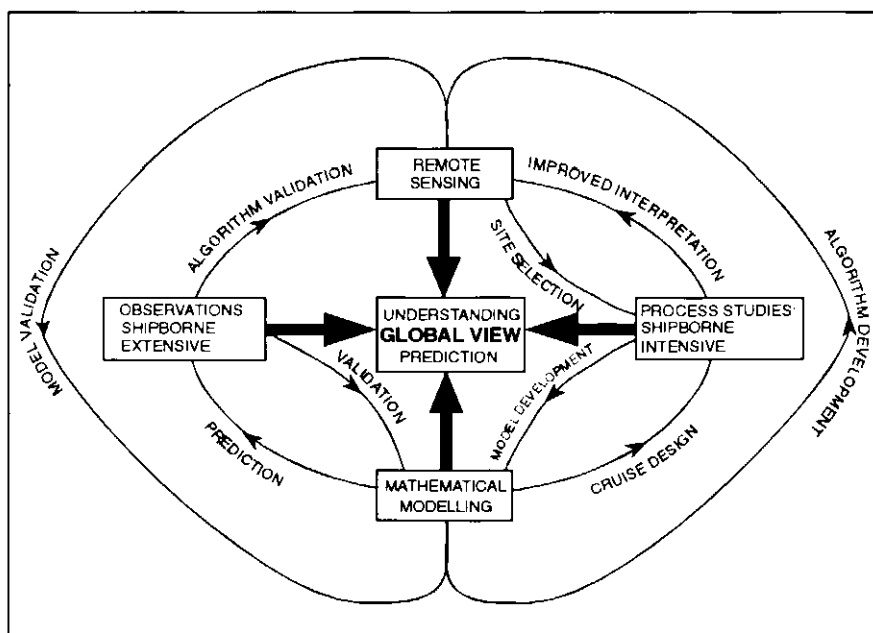 REMOTE
SENSING
ALGORITHM VALIDATION
IMPROVED INTERPRETATION
SITE SELECTION
MODEL VALIDATION
ALGORITHM DEVELOPMENT
OBSERVATIONS
SHIPBORNE
EXTENSIVE
UNDERSTANDING
GLOBAL VIEW
PREDICTION
PROCESS STUDIES:
SHIPBORNE
INTENSIVE
VALIDATION
MODEL DEVELOPMENT
PREDICTION
CRUISE DESIGN
MATHEMATICAL
MODELLING